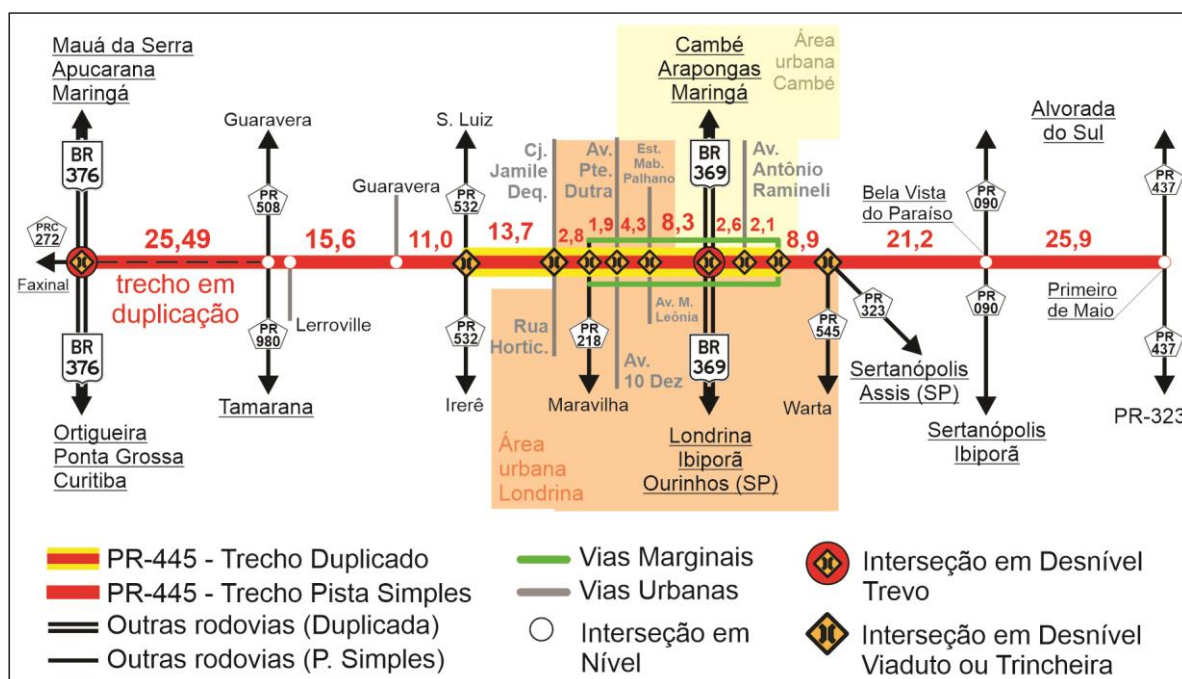 Mauá da Serra
Apucarana
Maringá
Cambé
Arapongas
Maringá
Área
urbana
Cambé
Alvorada
do Sul
Guaravera
S. Luiz
Cj.
Jamile
Deq.
Av.
Pte.
Dutra
Est.
Mab.
Palhano
Av.
Antônio
Ramineli
BR
376
PR
508
Guaravera
PR
532
BR
369
Bela Vista
do Paraíso
PR
090
PR
437
PRC
272
25,49
15,6
11,0
13,7
2,8
1,9
4,3
8,3
2,6
2,1
8,9
21,2
25,9
Faxinal
trecho em
duplicação
Lerroville
Primeiro
de Maio
BR
376
PR
980
PR
532
Rua
Hortic.
PR
218
Av. M.
Leônia
Av.
10 Dez
BR
369
PR
545
PR
323
PR
090
PR
437
Ortigueira
Ponta Grossa
Curitiba
Tamarana
Irerê
Maravilha
Área
urbana
Londrina
Londrina
Ibiporã
Ourinhos (SP)
Warta
Sertanópolis
Assis (SP)
Sertanópolis
Ibiporã
PR-323
PR-445 - Trecho Duplicado
PR-445 - Trecho Pista Simples
Outras rodovias (Duplicada)
Outras rodovias (P. Simples)
Vias Marginais
Vias Urbanas
Interseção em
Nível
Interseção em Desnível
Trevo
Interseção em Desnível
Viaduto ou Trincheira